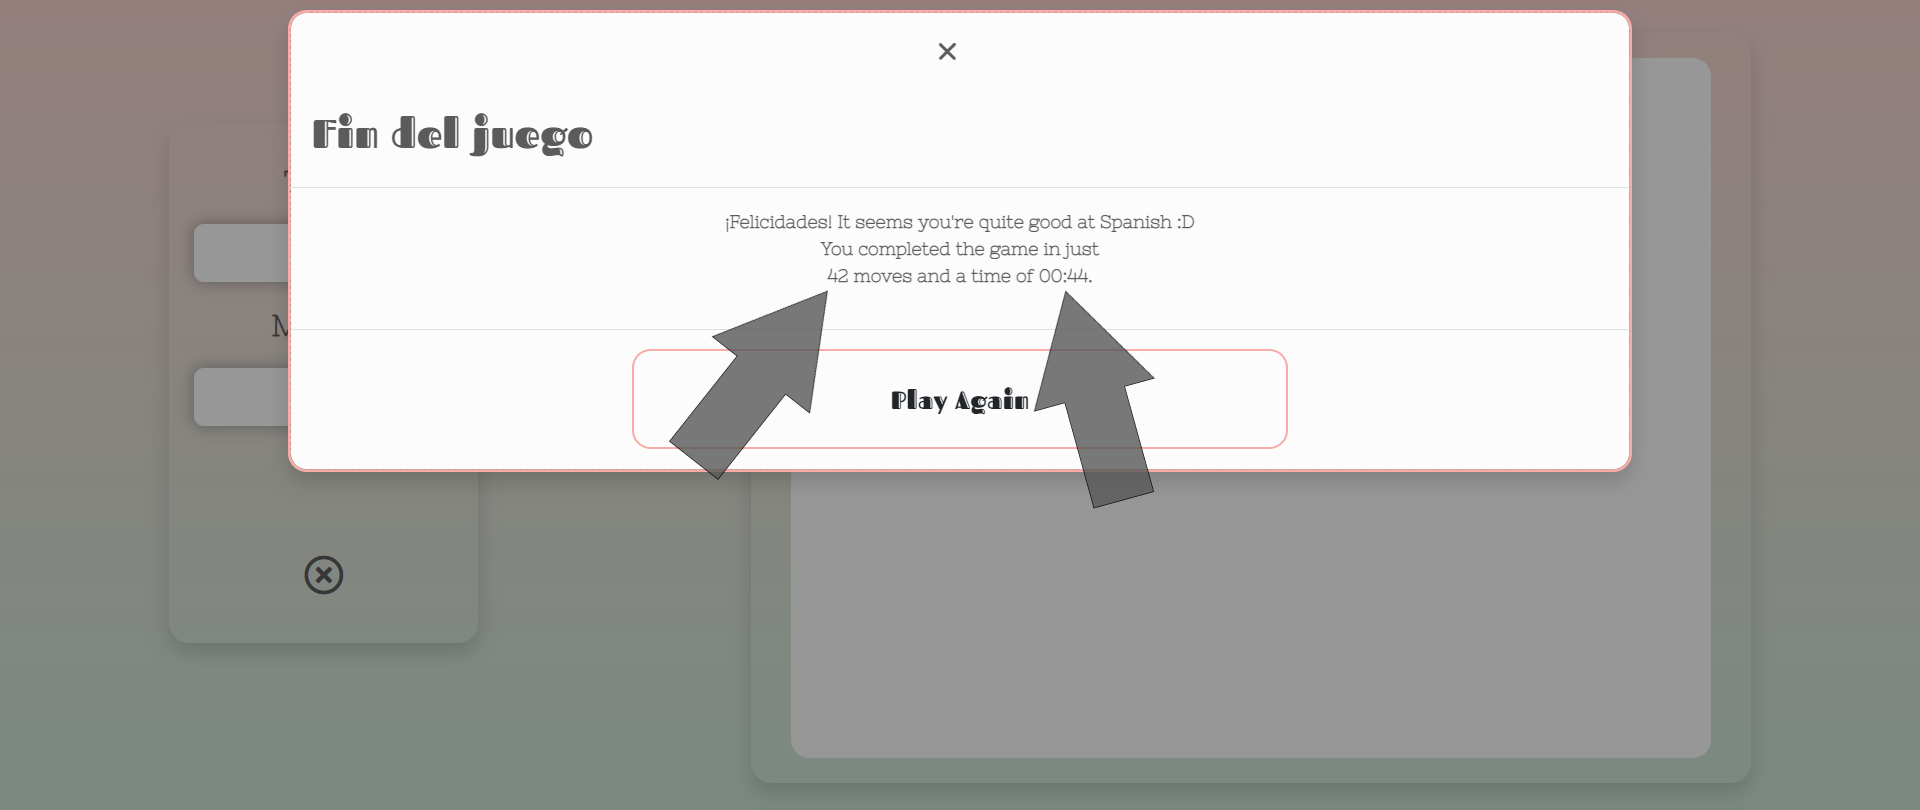 Fin del juego
¡Felicidades! It seems you're quite good at Spanish :D
You completed the game in just
42 moves and a time of 00:44.
Play Again